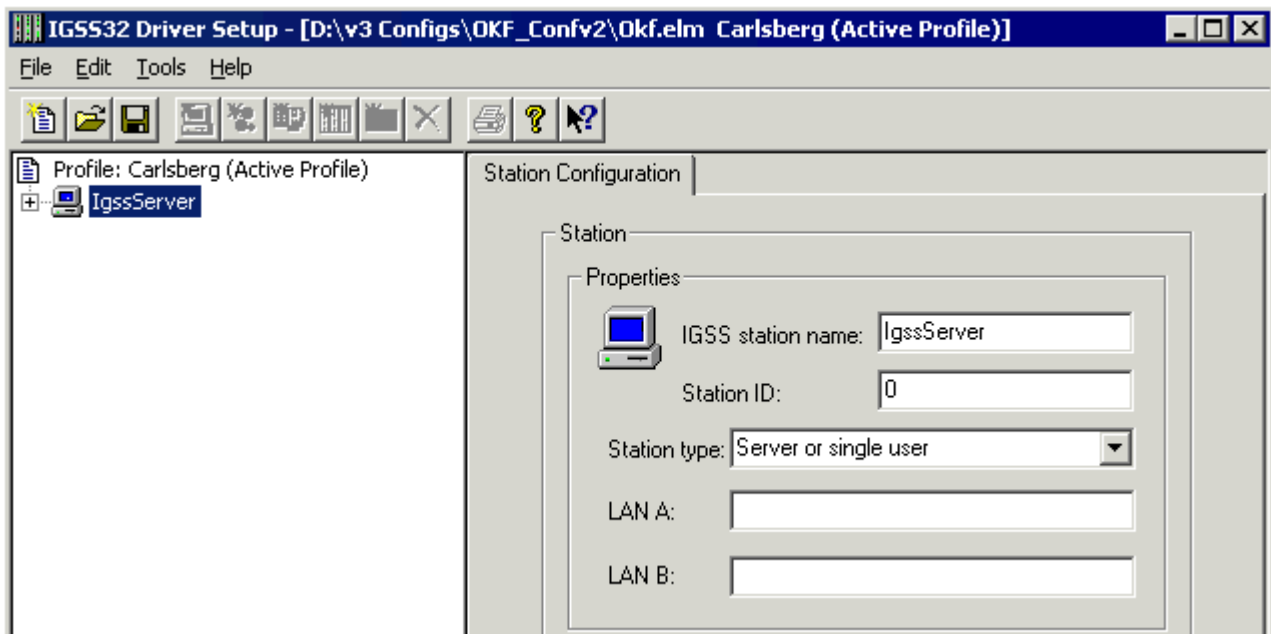 IGSS32 Driver Setup - [D:\v3 Configs\OKF_Confv2\Okf.elm  Carlsberg (Active Profile)]
File Edit Tools Help
Profile: Carlsberg (Active Profile)
IgssServer
Station Configuration
Station
Properties
IGSS station name: IgssServer
Station ID: 0
Station type: Server or single user
LAN A:
LAN B: